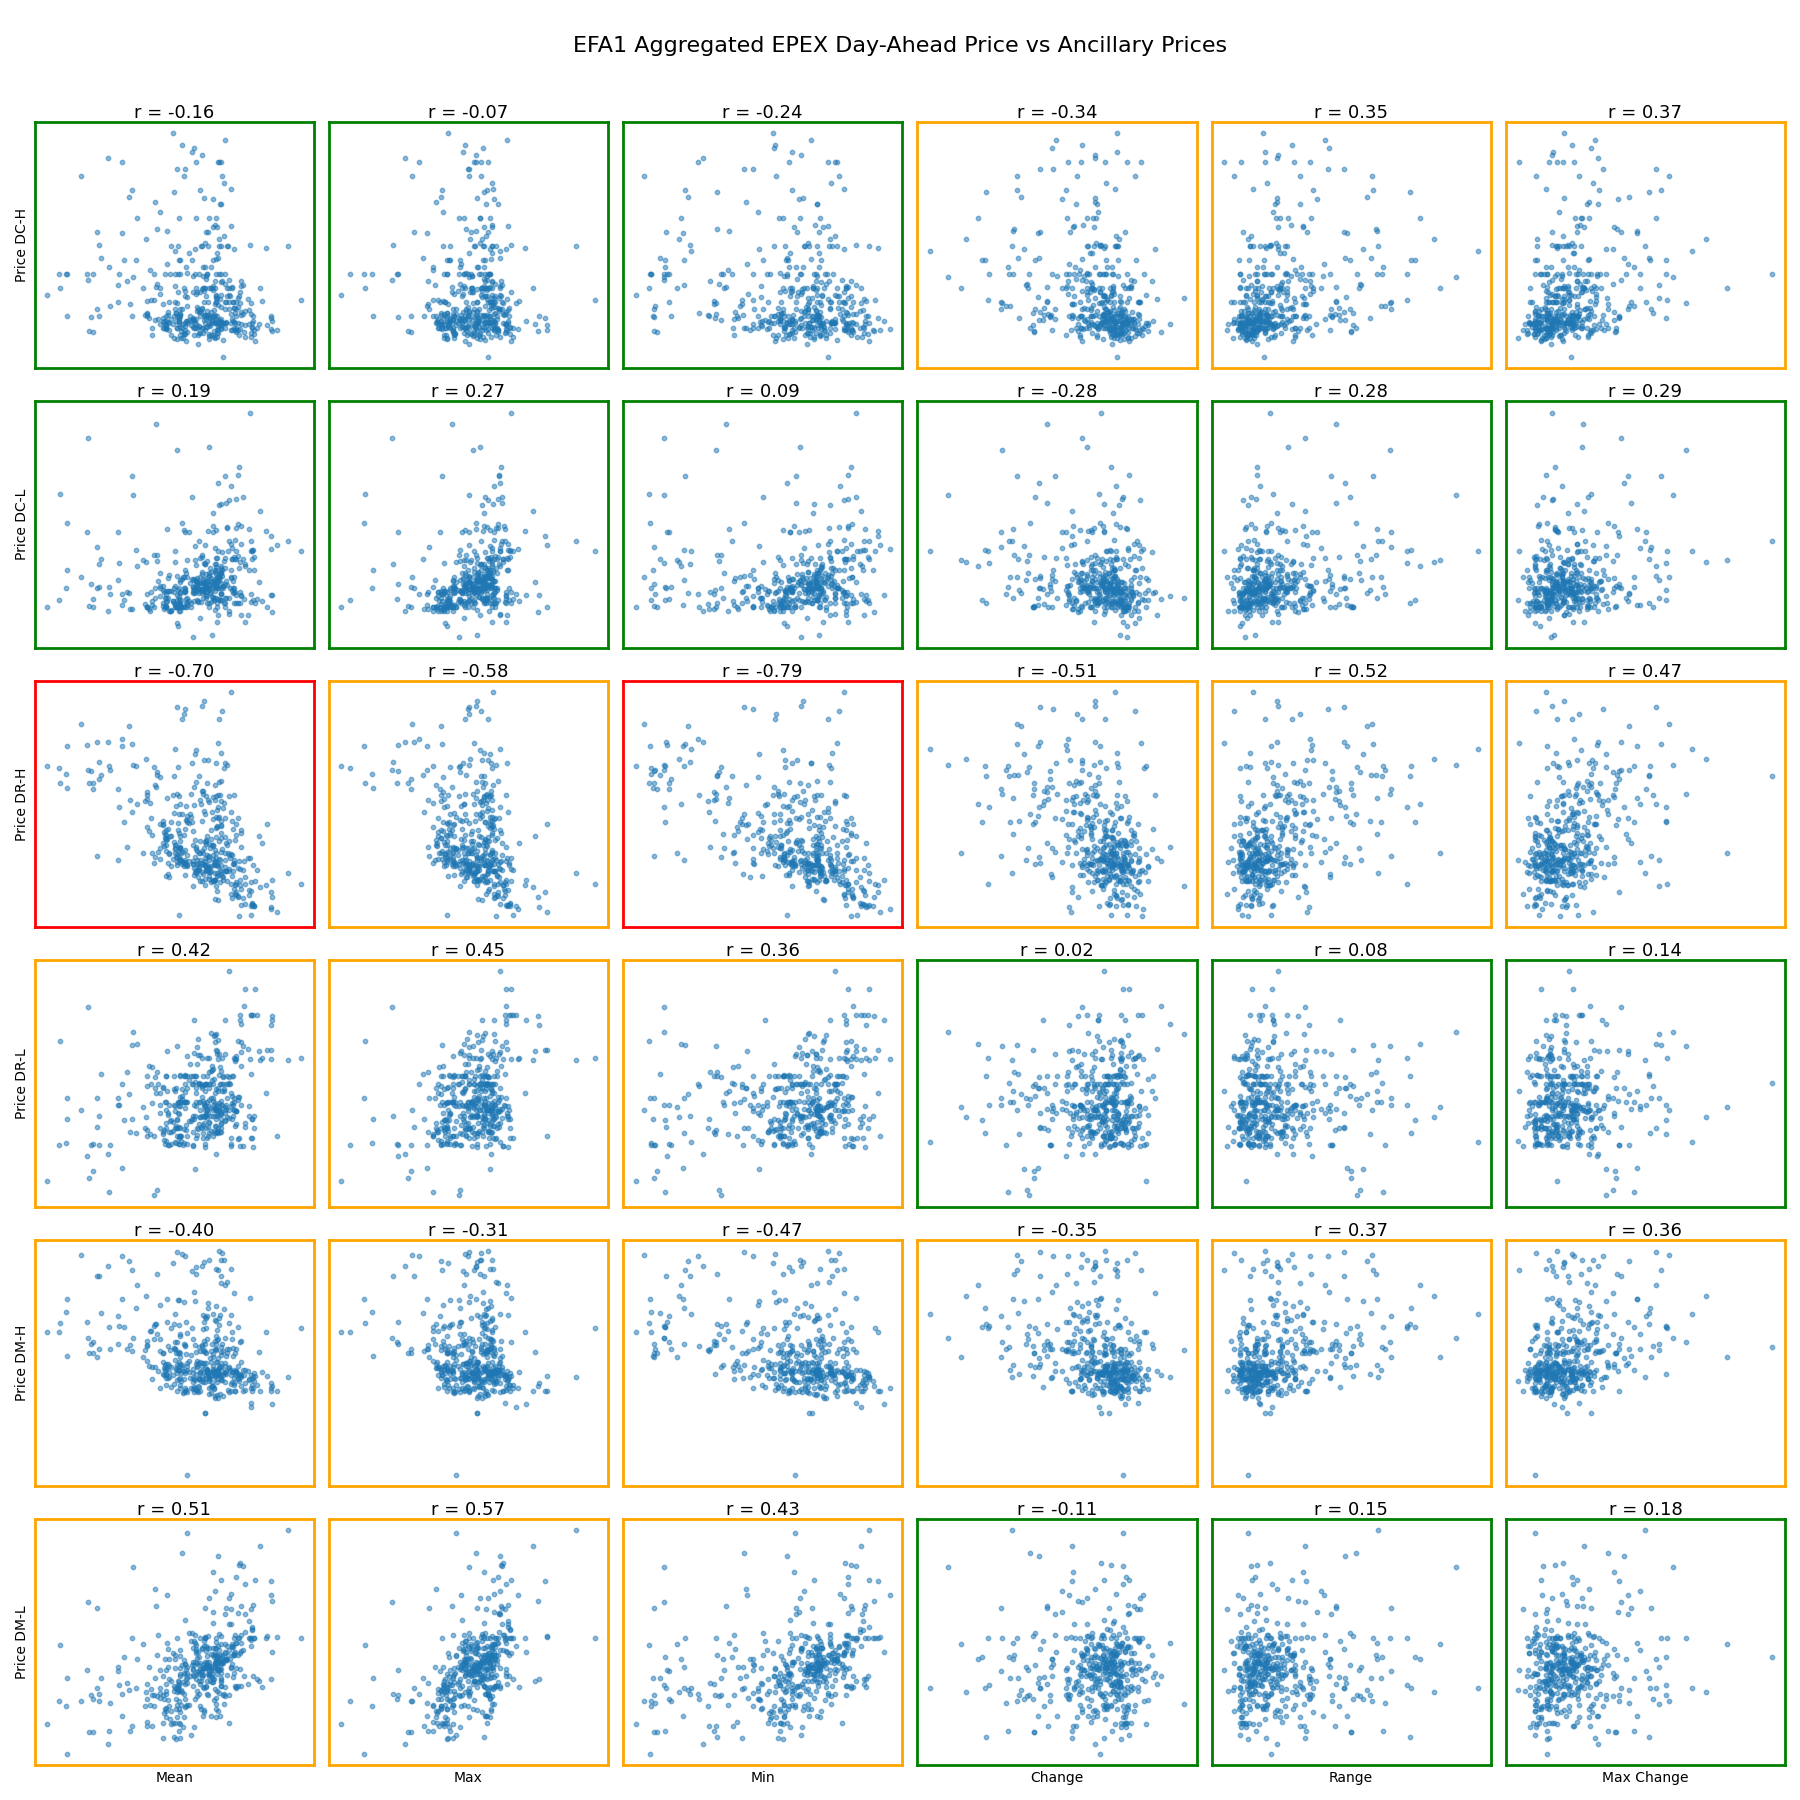 EFA1 Aggregated EPEX Day-Ahead Price vs Ancillary Prices
r = -0.16 r = -0.07 r = -0.24 r = -0.34 r = 0.35 r = 0.37
Price DC-H
r = 0.19 r = 0.27 r = 0.09 r = -0.28 r = 0.28 r = 0.29
Price DC-L
r = -0.70 r = -0.58 r = -0.79 r = -0.51 r = 0.52 r = 0.47
Price DR-H
r = 0.42 r = 0.45 r = 0.36 r = 0.02 r = 0.08 r = 0.14
Price DR-L
r = -0.40 r = -0.31 r = -0.47 r = -0.35 r = 0.37 r = 0.36
Price DM-H
r = 0.51 r = 0.57 r = 0.43 r = -0.11 r = 0.15 r = 0.18
Price DM-L
Mean Max Min Change Range Max Change